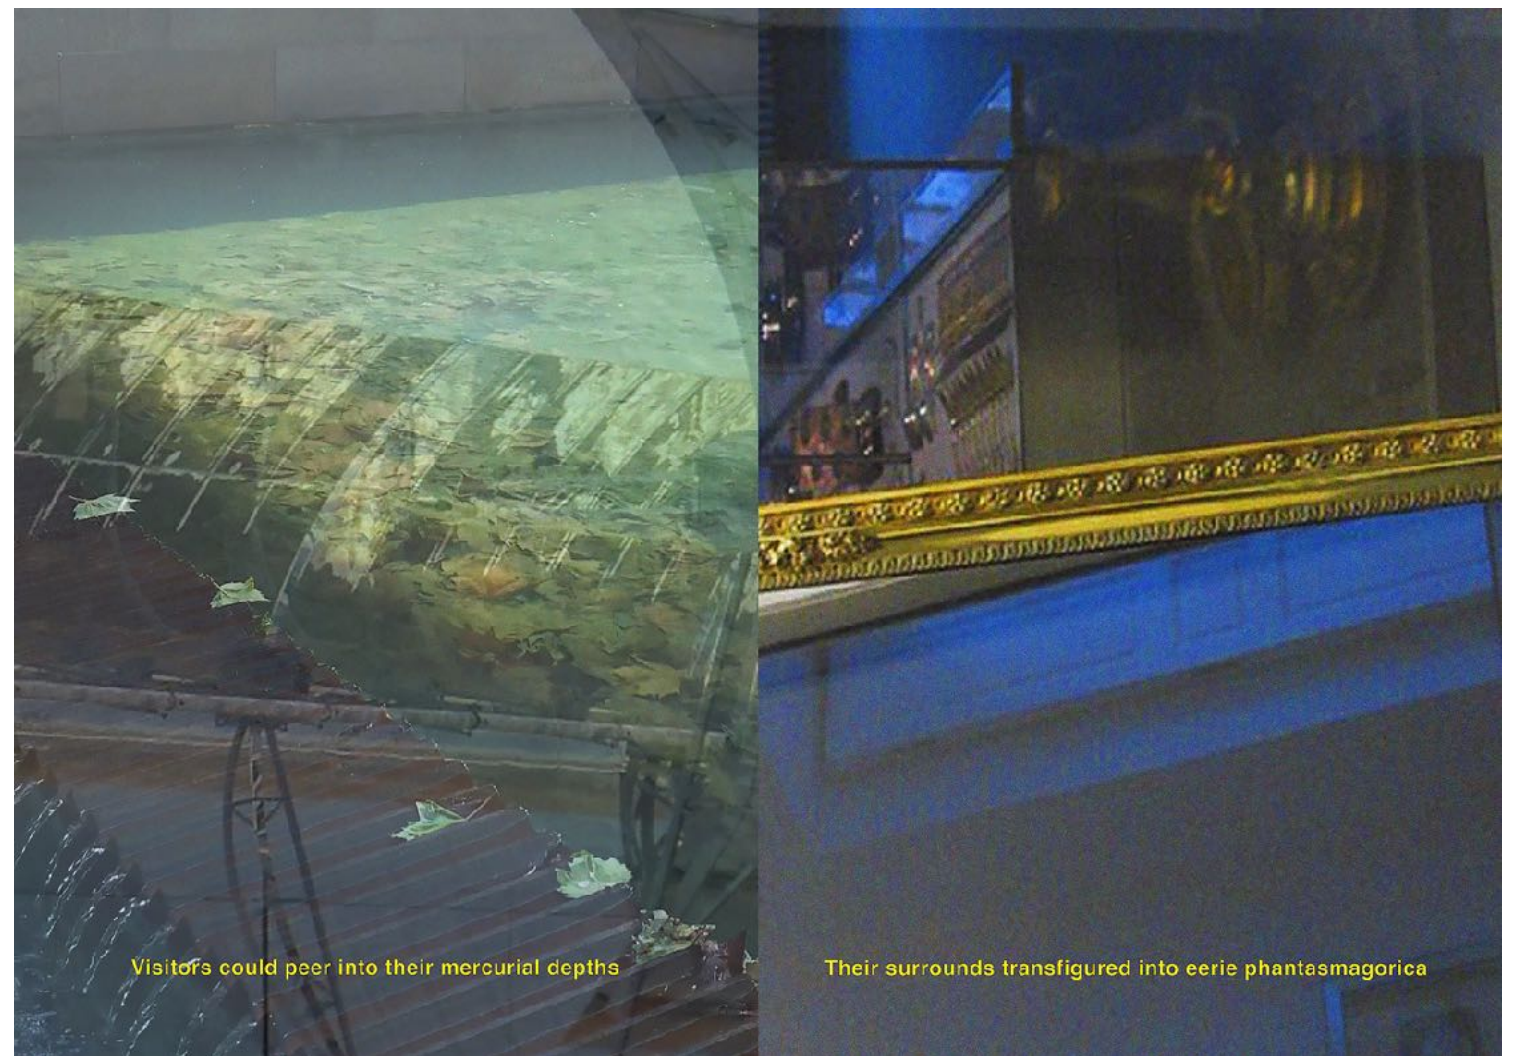 Visitors could peer into their mercurial depths
Their surrounds transfigured into eerie phantasmagorica